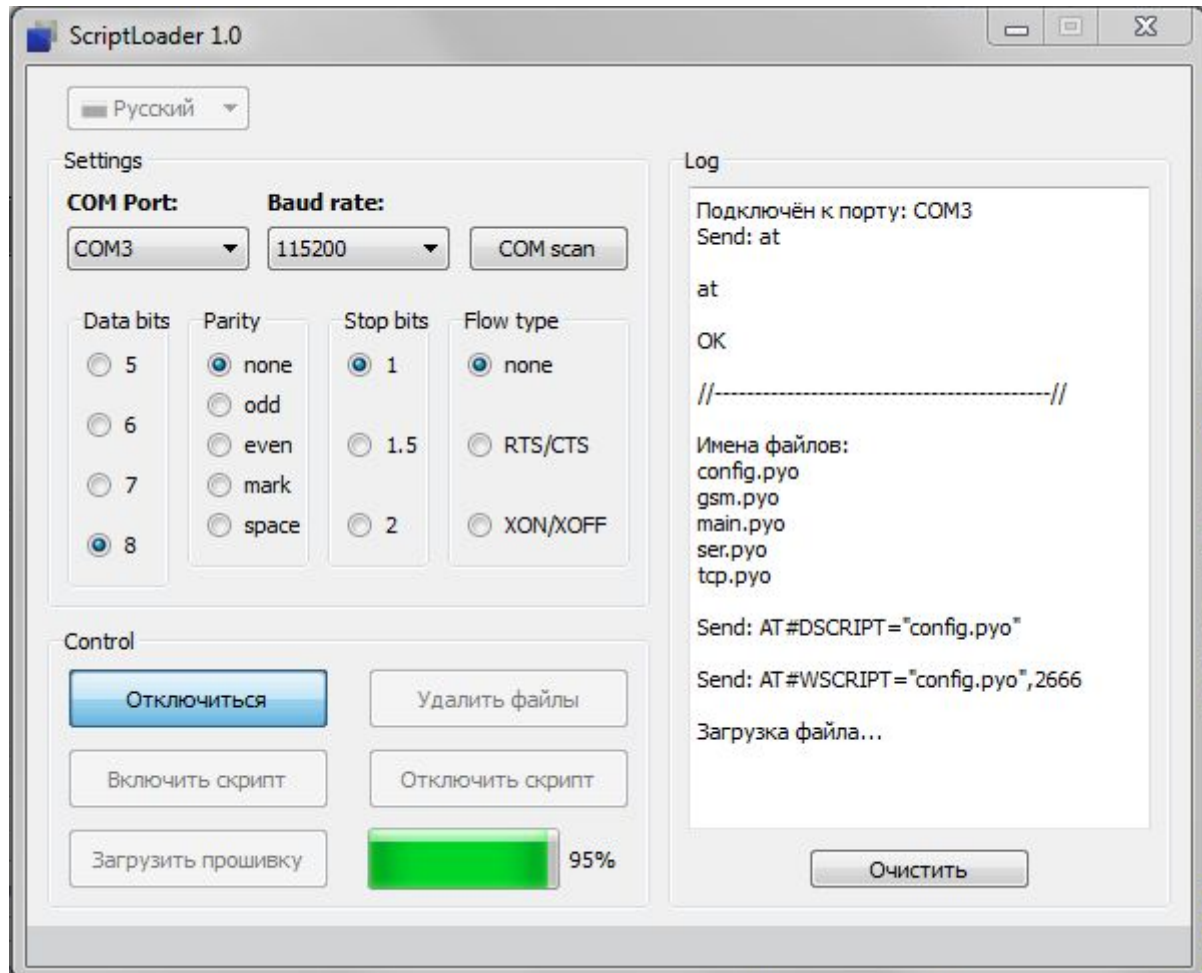 ScriptLoader 1.0
Русский
Settings
COM Port:
Baud rate:
COM3
115200
COM scan
Data bits
5
6
7
8
Parity
none
odd
even
mark
space
Stop bits
1
1.5
2
Flow type
none
RTS/CTS
XON/XOFF
Control
Отключиться
Удалить файлы
Включить скрипт
Отключить скрипт
Загрузить прошивку
95%
Log
Подключён к порту: COM3
Send: at
at
OK
//------------------------------------------//
Имена файлов:
config.pyo
gsm.pyo
main.pyo
ser.pyo
tcp.pyo
Send: AT#DSCRIPT="config.pyo"
Send: AT#WSCRIPT="config.pyo",2666
Загрузка файла...
Очистить